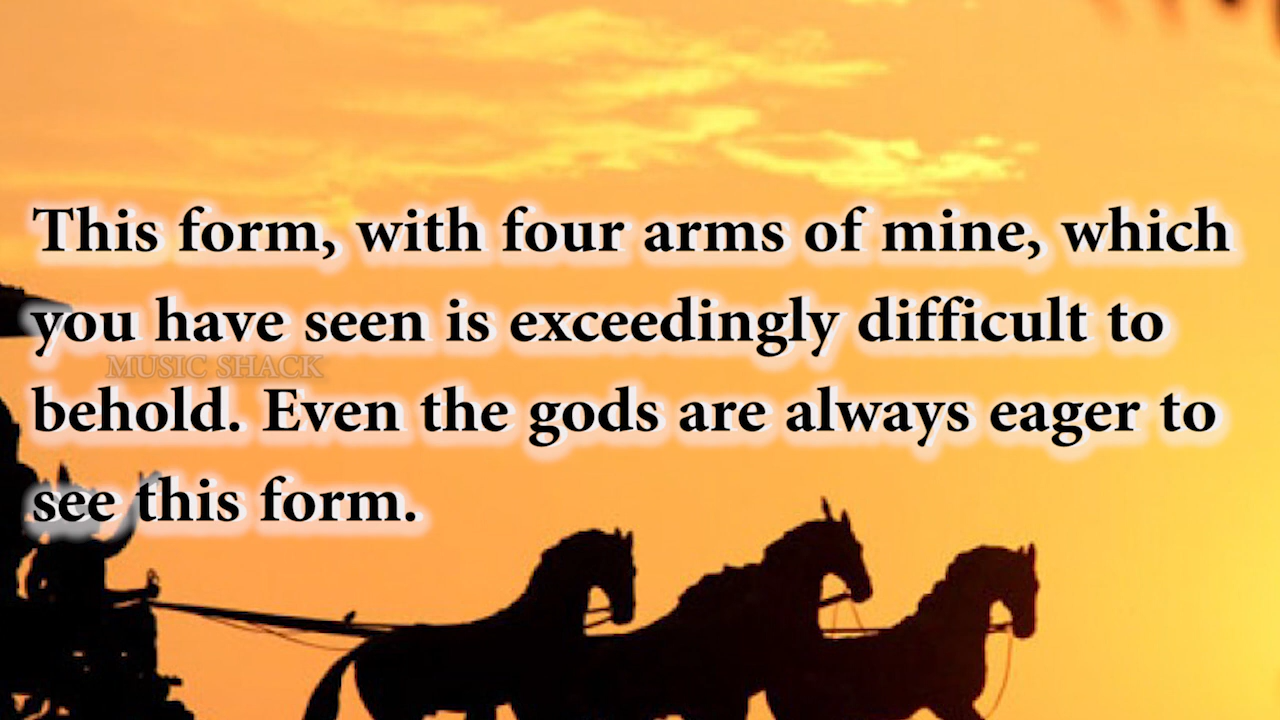 This form, with four arms of mine, which
you have seen is exceedingly difficult to
MUSIC SHACK
behold. Even the gods are always eager to
see this form.